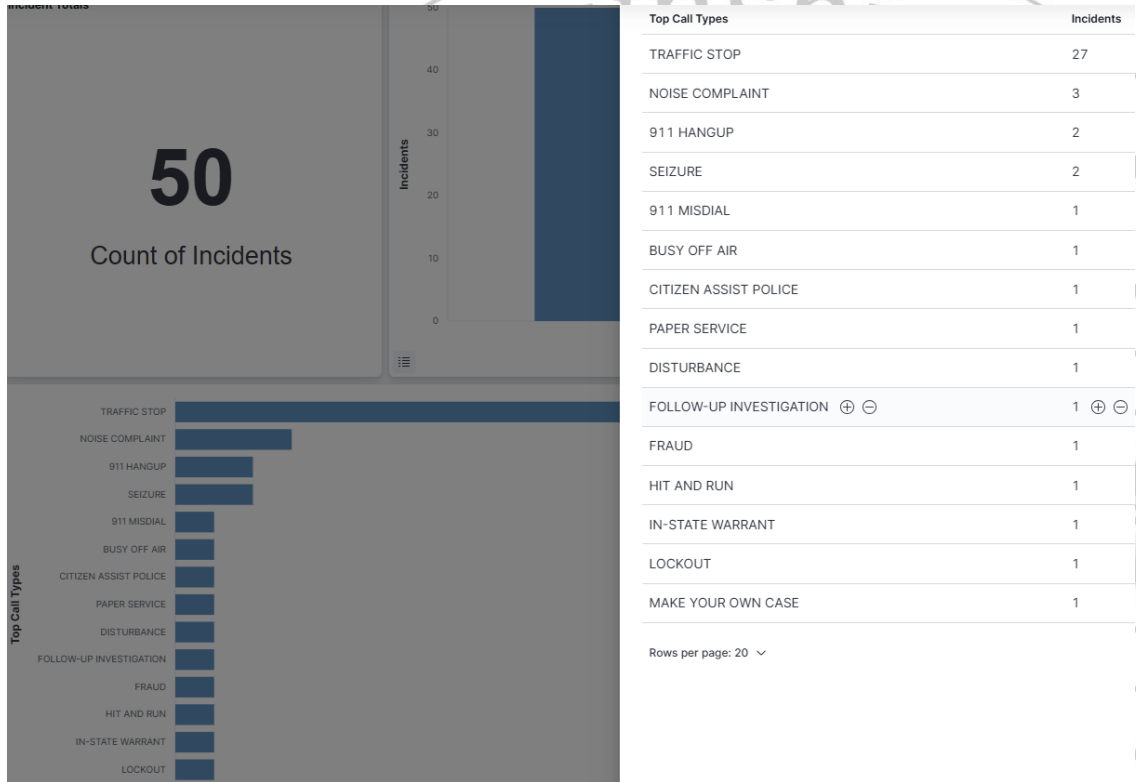 Incident Totals
50
Count of Incidents
50
40
30
20
10
0
Incidents
Top Call Types
TRAFFIC STOP
NOISE COMPLAINT
911 HANGUP
SEIZURE
911 MISDIAL
BUSY OFF AIR
CITIZEN ASSIST POLICE
PAPER SERVICE
DISTURBANCE
FOLLOW-UP INVESTIGATION
FRAUD
HIT AND RUN
IN-STATE WARRANT
LOCKOUT
Top Call Types Incidents
TRAFFIC STOP 27
NOISE COMPLAINT 3
911 HANGUP 2
SEIZURE 2
911 MISDIAL 1
BUSY OFF AIR 1
CITIZEN ASSIST POLICE 1
PAPER SERVICE 1
DISTURBANCE 1
FOLLOW-UP INVESTIGATION 1
FRAUD 1
HIT AND RUN 1
IN-STATE WARRANT 1
LOCKOUT 1
MAKE YOUR OWN CASE 1
Rows per page: 20